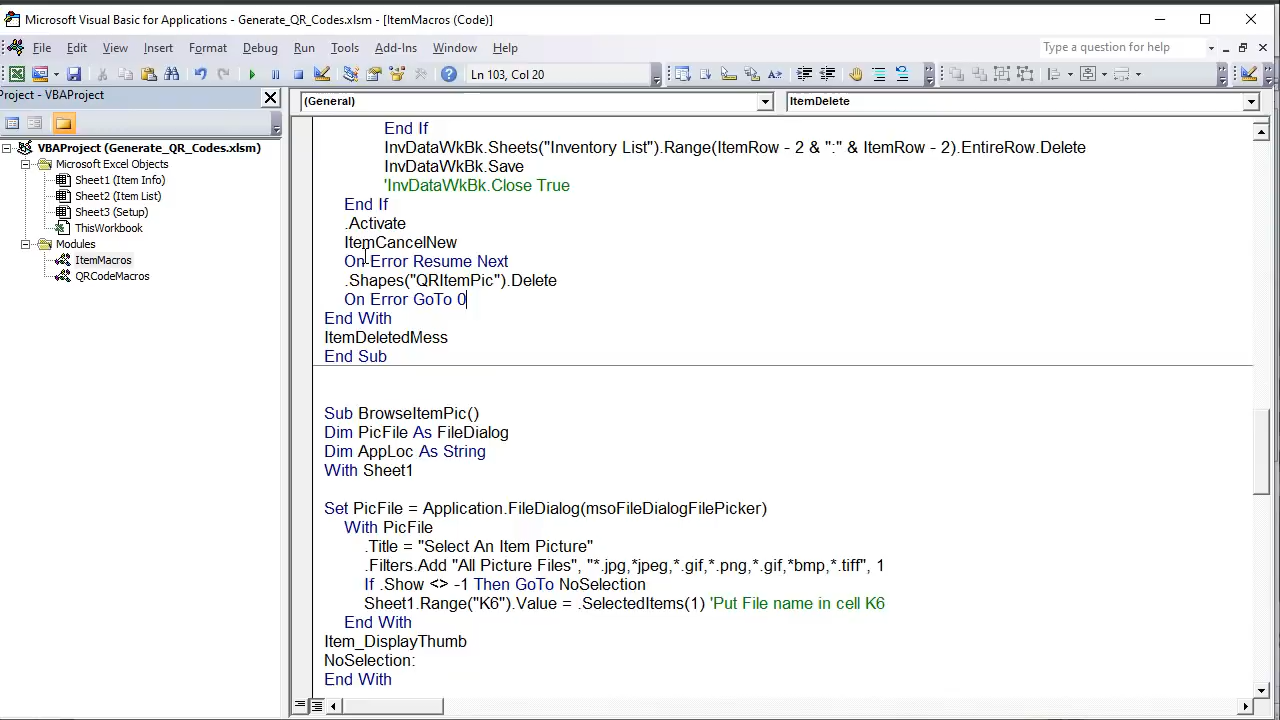 Microsoft Visual Basic for Applications - Generate_QR_Codes.xlsm - [ItemMacros (Code)]
File Edit View Insert Format Debug Run Tools Add-Ins Window Help
Type a question for help
Ln 103, Col 20
Project - VBAProject
(General)
ItemDelete
VBAProject (Generate_QR_Codes.xlsm)
Microsoft Excel Objects
Sheet1 (Item Info)
Sheet2 (Item List)
Sheet3 (Setup)
ThisWorkbook
Modules
ItemMacros
QRCodeMacros
End If
InvDataWkBk.Sheets("Inventory List").Range(ItemRow - 2 & ":" & ItemRow - 2).EntireRow.Delete
InvDataWkBk.Save
'InvDataWkBk.Close True
End If
.Activate
ItemCancelNew
On Error Resume Next
.Shapes("QRItemPic").Delete
On Error GoTo 0
End With
ItemDeletedMess
End Sub
Sub BrowseItemPic()
Dim PicFile As FileDialog
Dim AppLoc As String
With Sheet1
Set PicFile = Application.FileDialog(msoFileDialogFilePicker)
With PicFile
.Title = "Select An Item Picture"
.Filters.Add "All Picture Files", "*.jpg,*jpeg,*.gif,*.png,*.gif,*bmp,*.tiff", 1
If .Show <> -1 Then GoTo NoSelection
Sheet1.Range("K6").Value = .SelectedItems(1) 'Put File name in cell K6
End With
Item_DisplayThumb
NoSelection:
End With